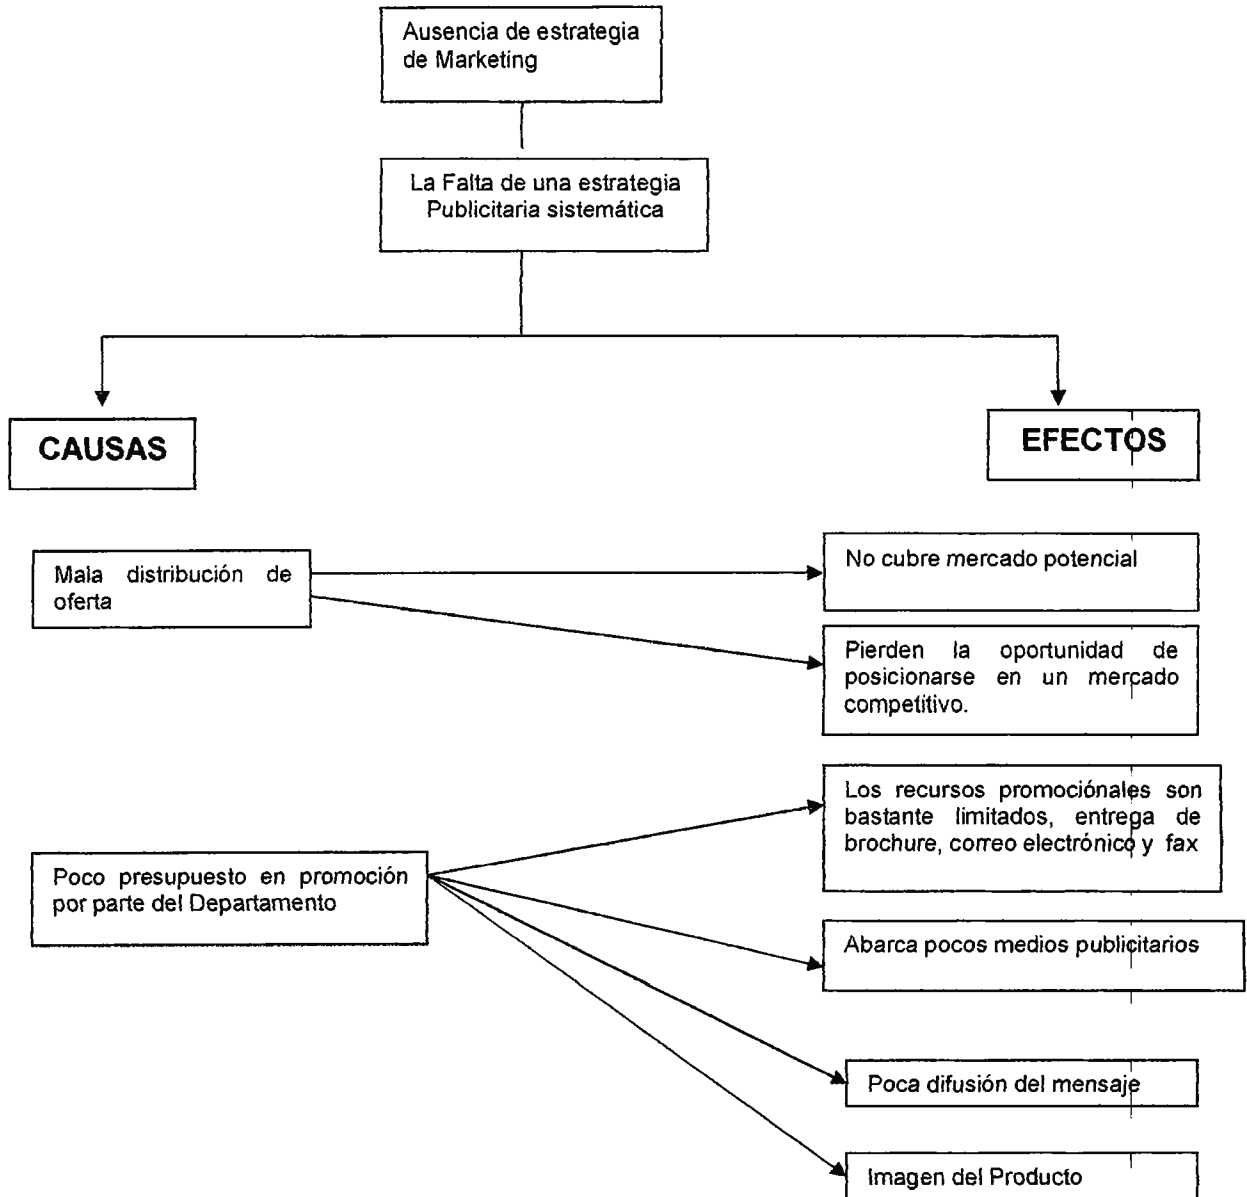 Ausencia de estrategia
de Marketing
La Falta de una estrategia
Publicitaria sistemática
CAUSAS
EFECTOS
Mala distribución de
oferta
No cubre mercado potencial
Pierden la oportunidad de
posicionarse en un mercado
competitivo.
Los recursos promociónales son
bastante limitados, entrega de
brochure, correo electrónico y fax
Poco presupuesto en promoción
por parte del Departamento
Abarca pocos medios publicitarios
Poca difusión del mensaje
Imagen del Producto